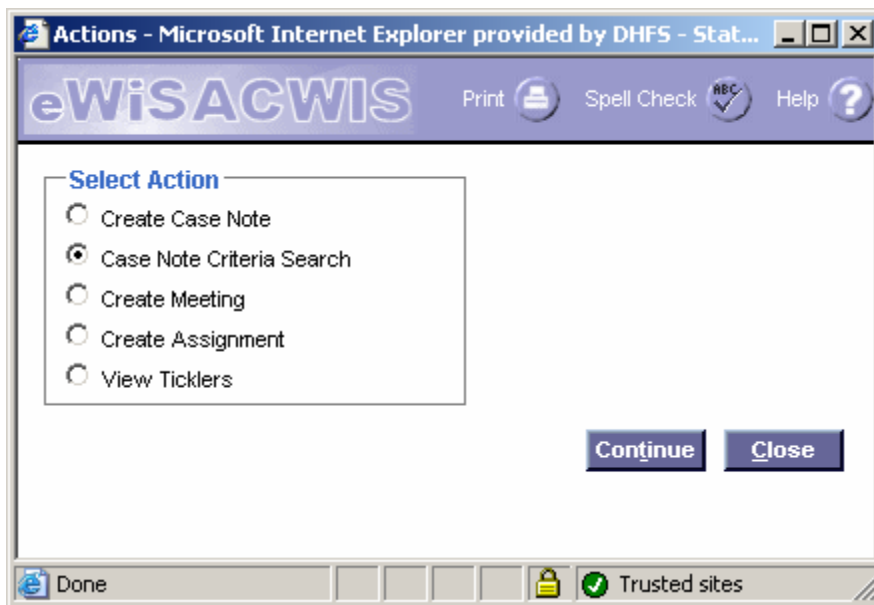 Actions - Microsoft Internet Explorer provided by DHFS - Stat...
eWiSACWIS Print Spell Check ABC Help ?
Select Action
Create Case Note
Case Note Criteria Search
Create Meeting
Create Assignment
View Ticklers
Continue Close
Done Trusted sites